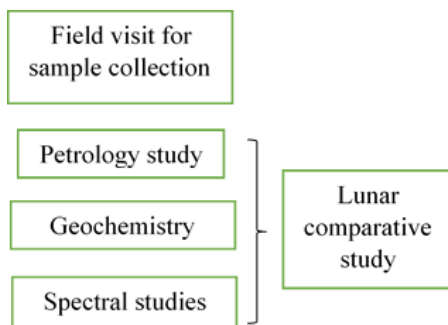 Field visit for
sample collection
Petrology study
Geochemistry
Spectral studies
Lunar
comparative
study